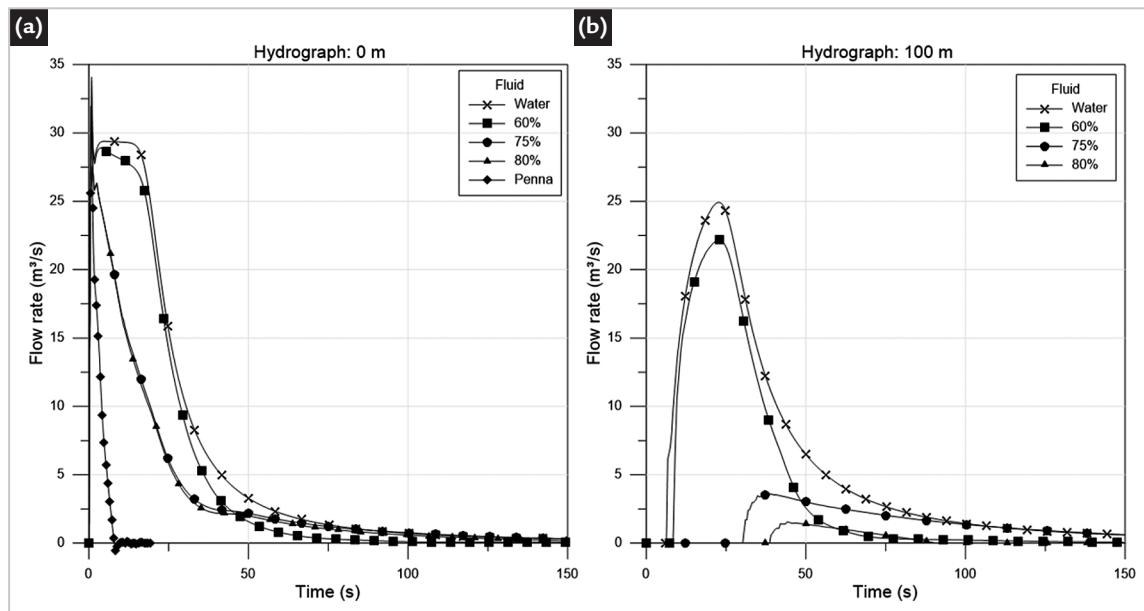 (a)
Hydrograph: 0 m
35
30
25
20
15
10
5
0
Flow rate (m³/s)
Fluid
Water
60%
75%
80%
Penna
0
50
100
150
Time (s)
(b)
Hydrograph: 100 m
35
30
25
20
15
10
5
0
Flow rate (m³/s)
Fluid
Water
60%
75%
80%
0
50
100
150
Time (s)